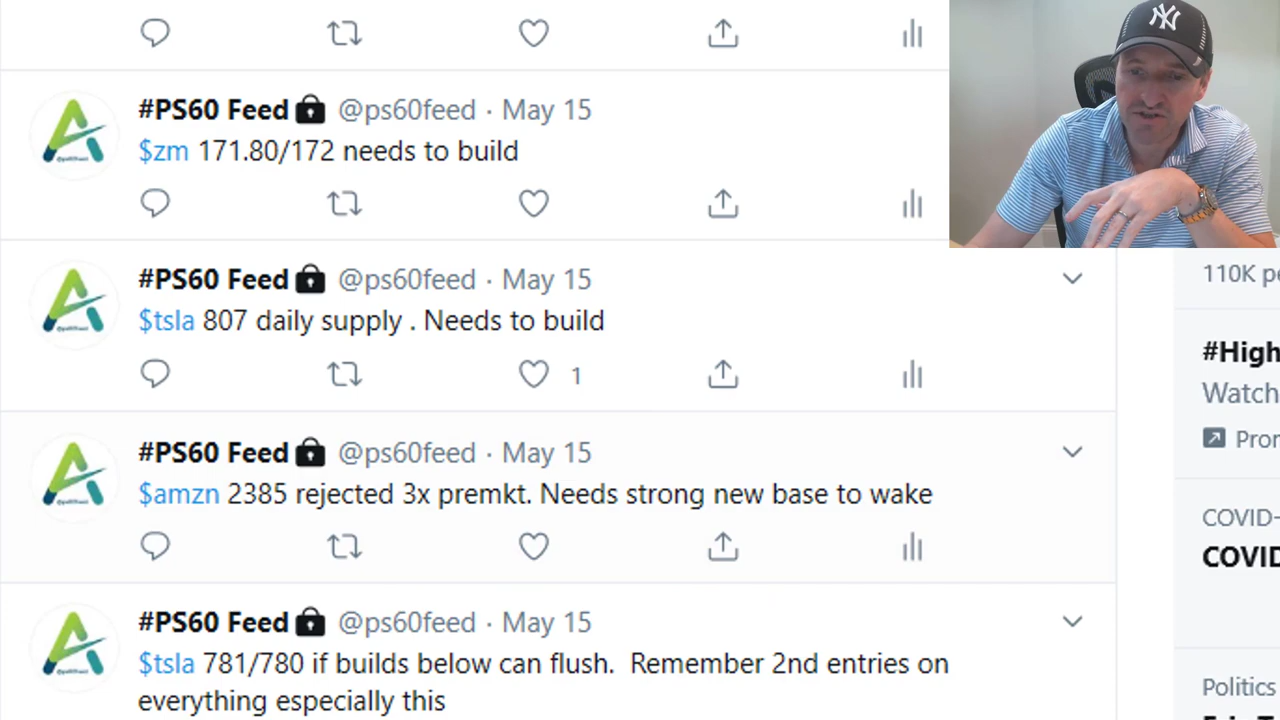 #PS60 Feed @ps60feed · May 15
$zm 171.80/172 needs to build
#PS60 Feed @ps60feed · May 15
$tsla 807 daily supply . Needs to build
1
#PS60 Feed @ps60feed · May 15
$amzn 2385 rejected 3x premkt. Needs strong new base to wake
#PS60 Feed @ps60feed · May 15
$tsla 781/780 if builds below can flush. Remember 2nd entries on
everything especially this
NY
110K pe
#High
Watch
Pron
COVID-
COVID
Politics